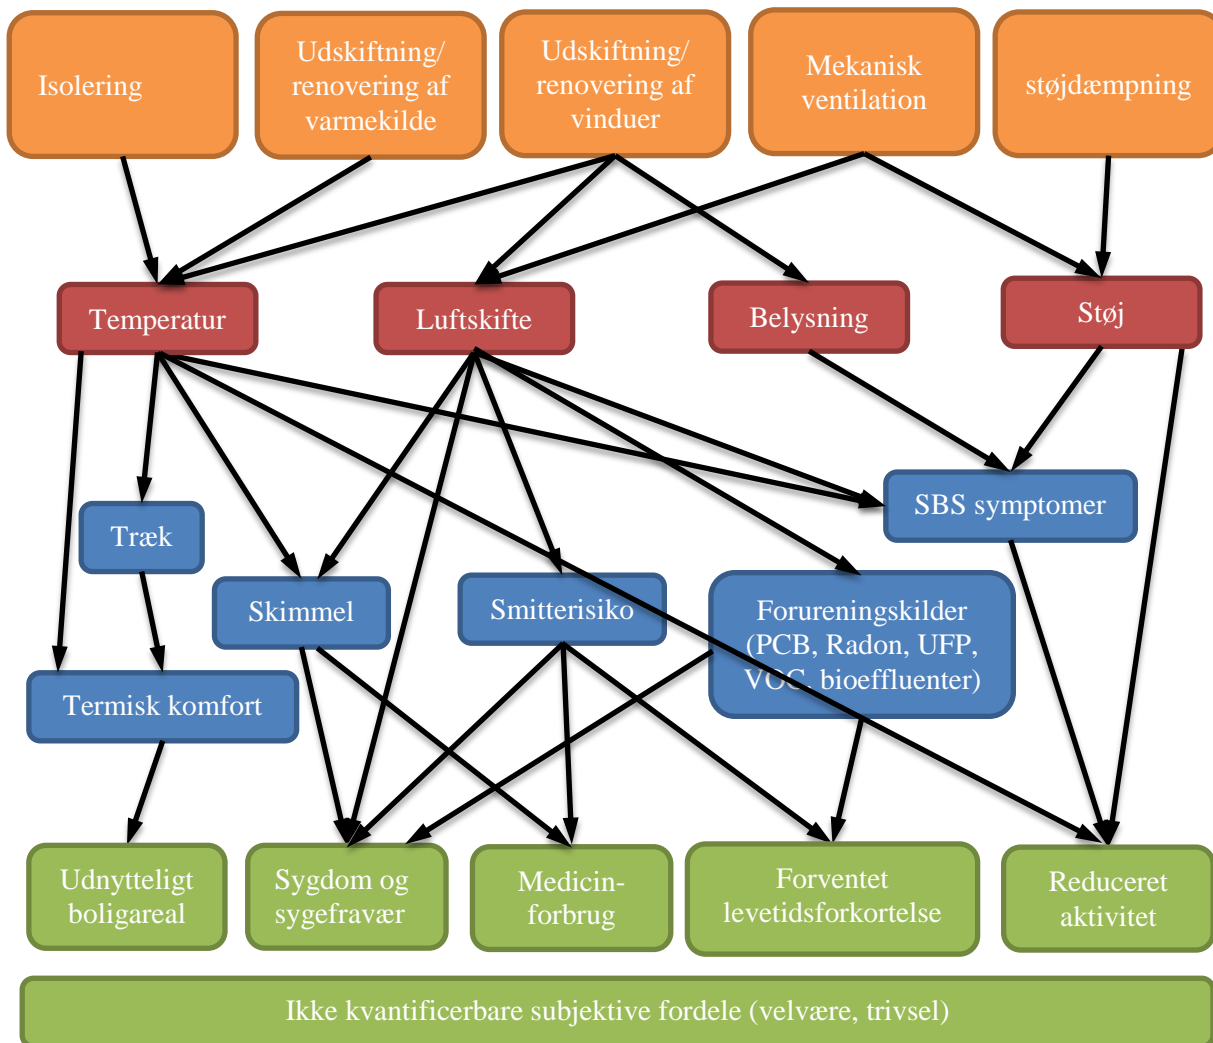 Isolering
Udskiftning/
renovering af
varmekilde
Udskiftning/
renovering af
vinduer
Mekanisk
ventilation
støjdæmpning
Temperatur
Luftskifte
Belysning
Støj
SBS symptomer
Træk
Skimmel
Smitterisiko
Forureningskilder
(PCB, Radon, UFP,
VOC, bioeffluenter)
Termisk komfort
Udnytteligt
boligareal
Sygdom og
sygefravær
Medicin-
forbrug
Forventet
levetidsforkortelse
Reduceret
aktivitet
Ikke kvantificerbare subjektive fordele (velvære, trivsel)